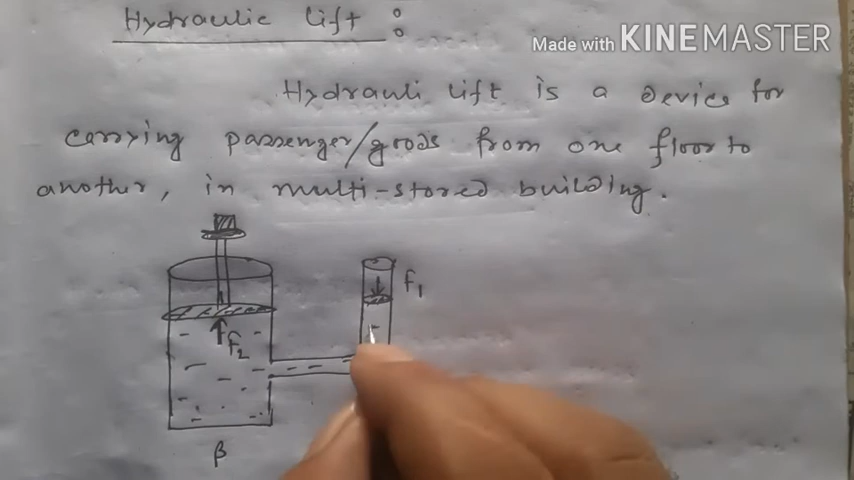 Hydraulic lift :
Made with KINEMASTER
Hydrauli lift is a Device for
carrying passenger/goods from one floor to
another, in multi-stored building.
F1
F2
β